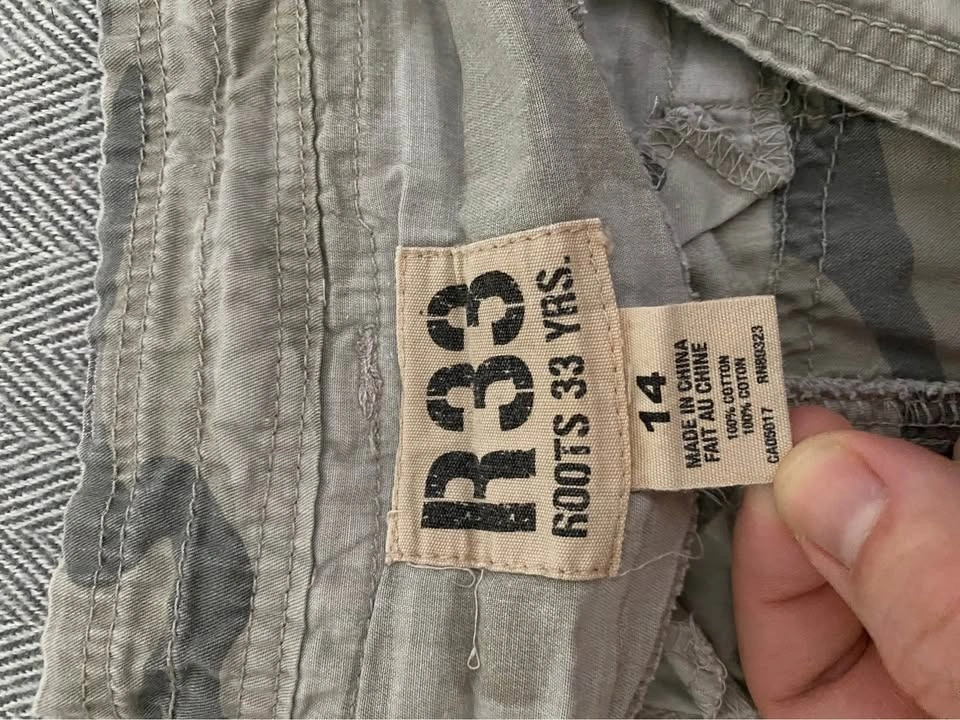 R33
ROOTS 33 YRS.
14
MADE IN CHINA
FAIT AU CHINE
100% COTTON
100% COTON
CA05017 RN80323